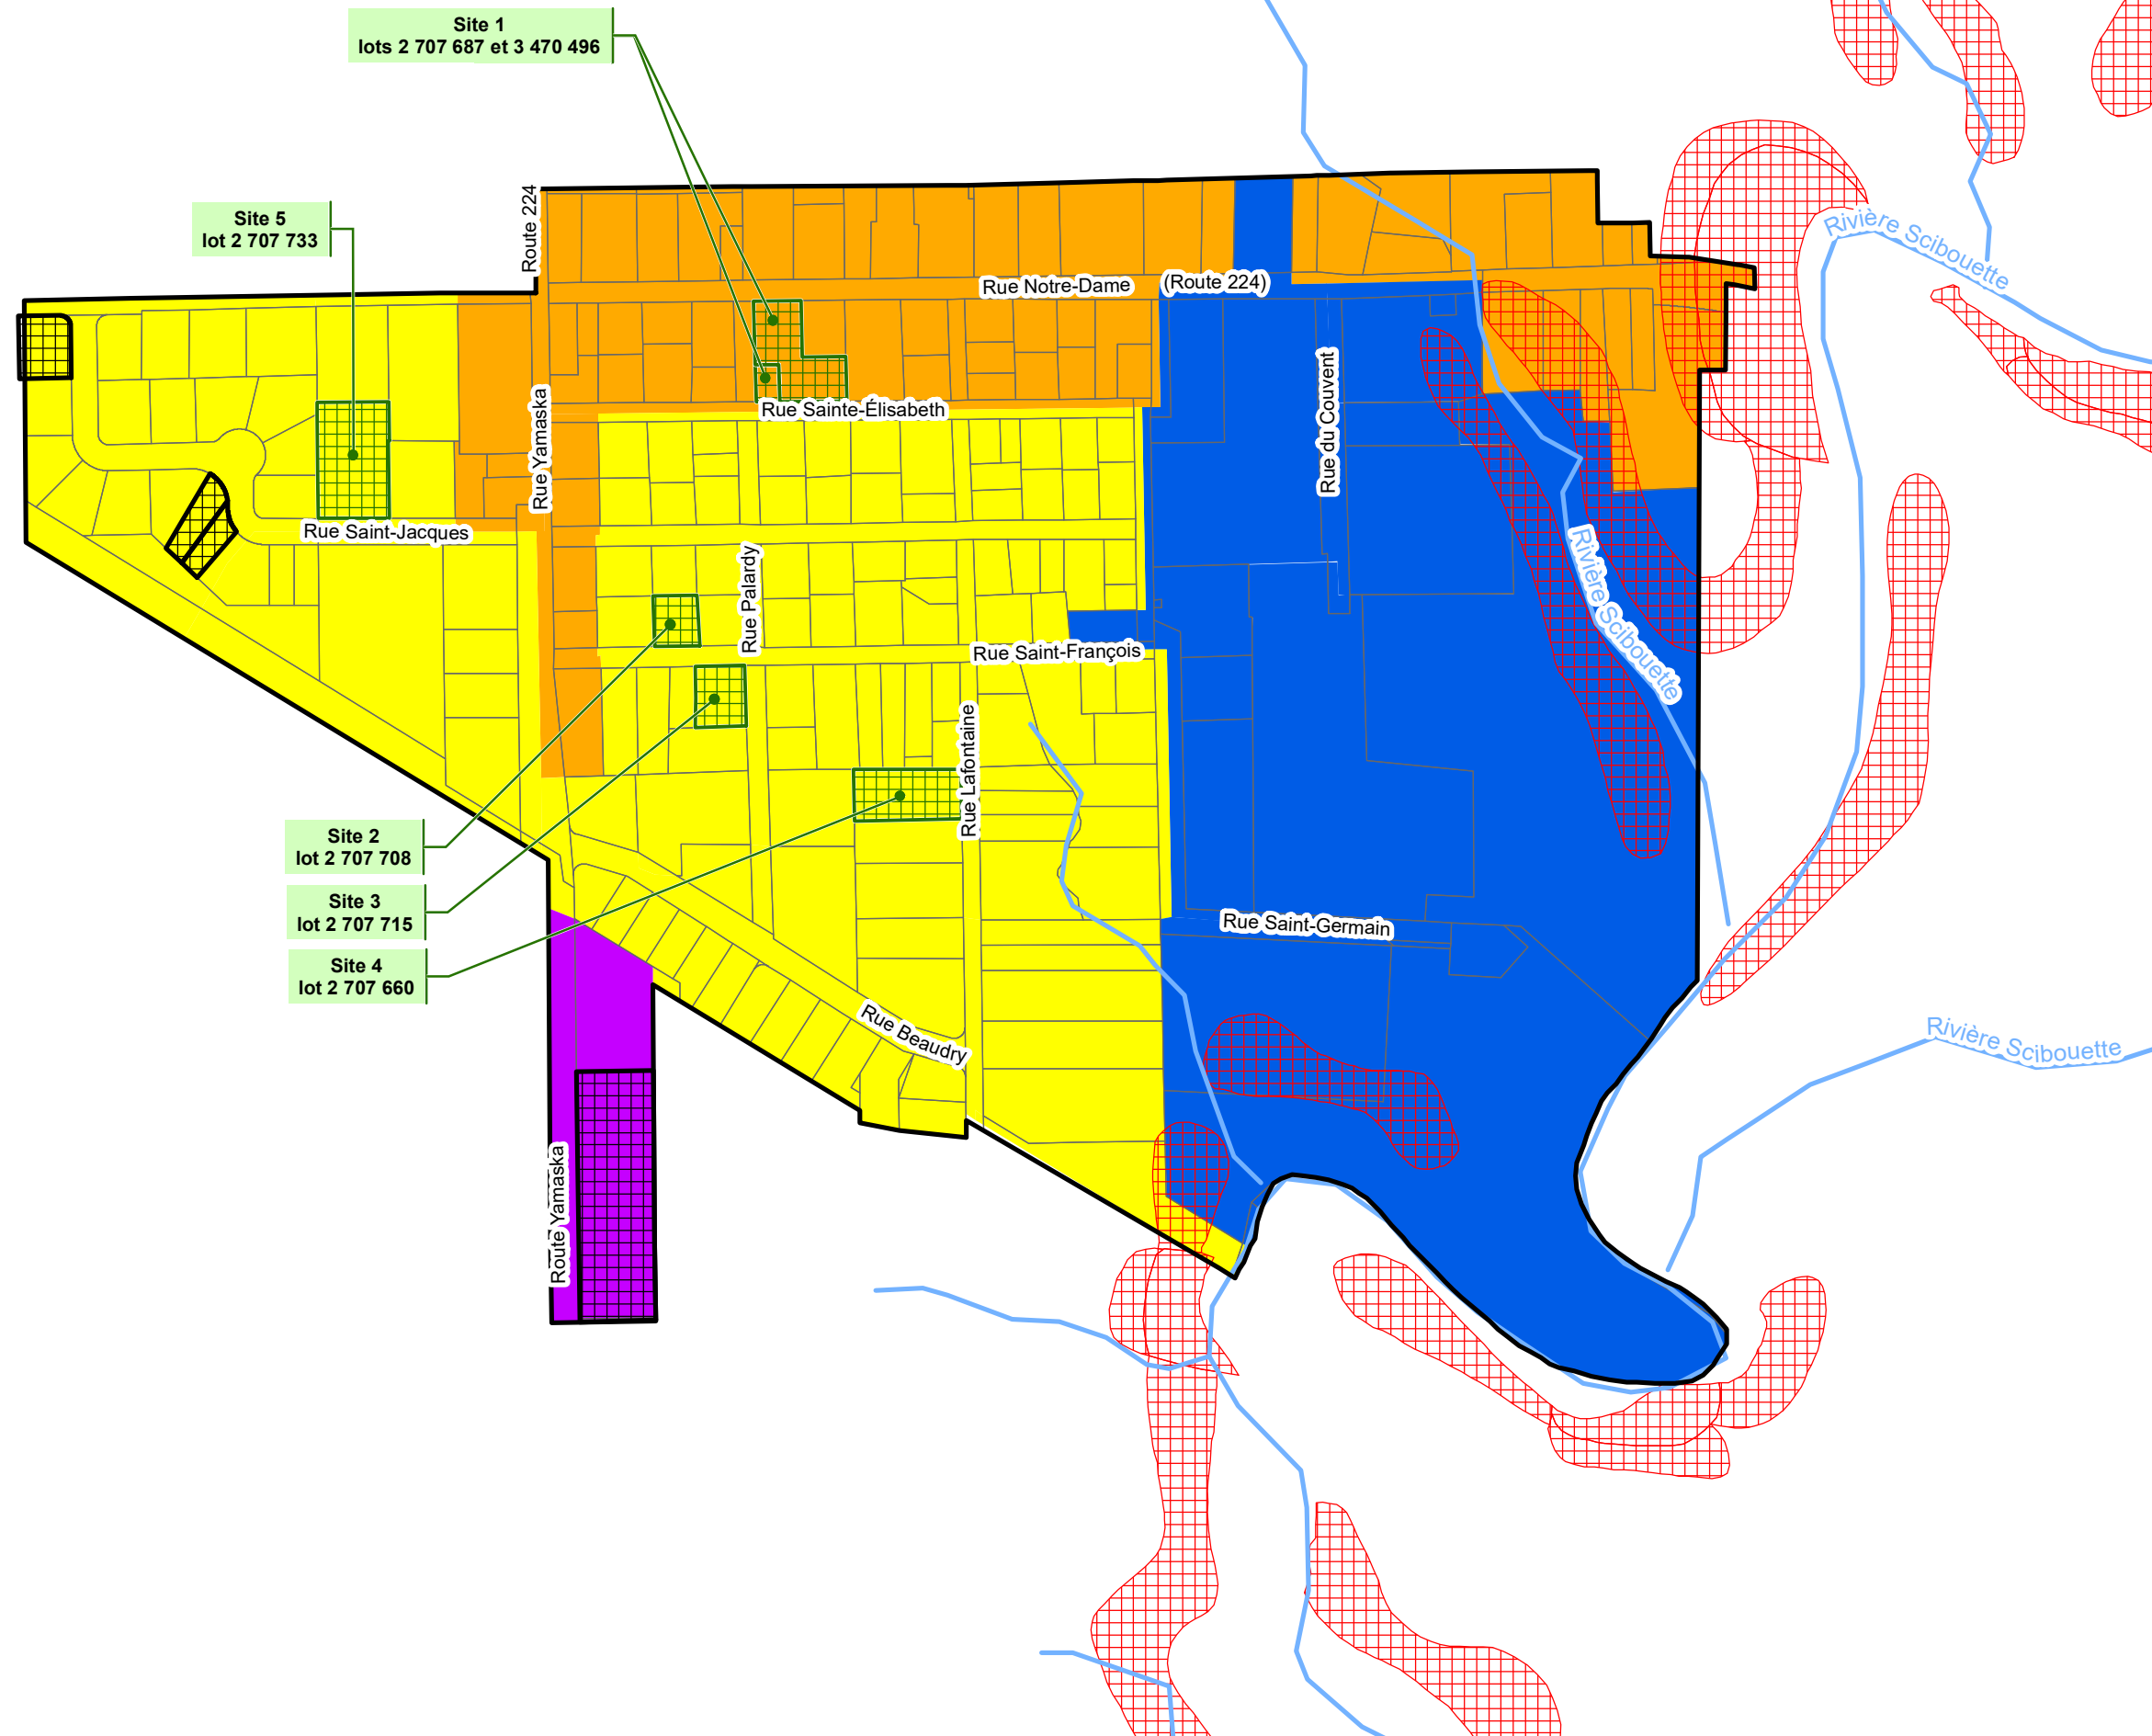 Site 1
lots 2 707 687 et 3 470 496
Site 5
lot 2 707 733
Route 224
Rivière Scibouette
Rue Notre-Dame
(Route 224)
Rue Sainte-Élisabeth
Rue Yamaska
Rue du Couvent
Rue Saint-Jacques
Rue Palardy
Rivière Scibouette
Rue Saint-François
Rue Lafontaine
Site 2
lot 2 707 708
Site 3
lot 2 707 715
Site 4
lot 2 707 660
Rue Saint-Germain
Rue Beaudry
Rivière Scibouette
Route Yamaska